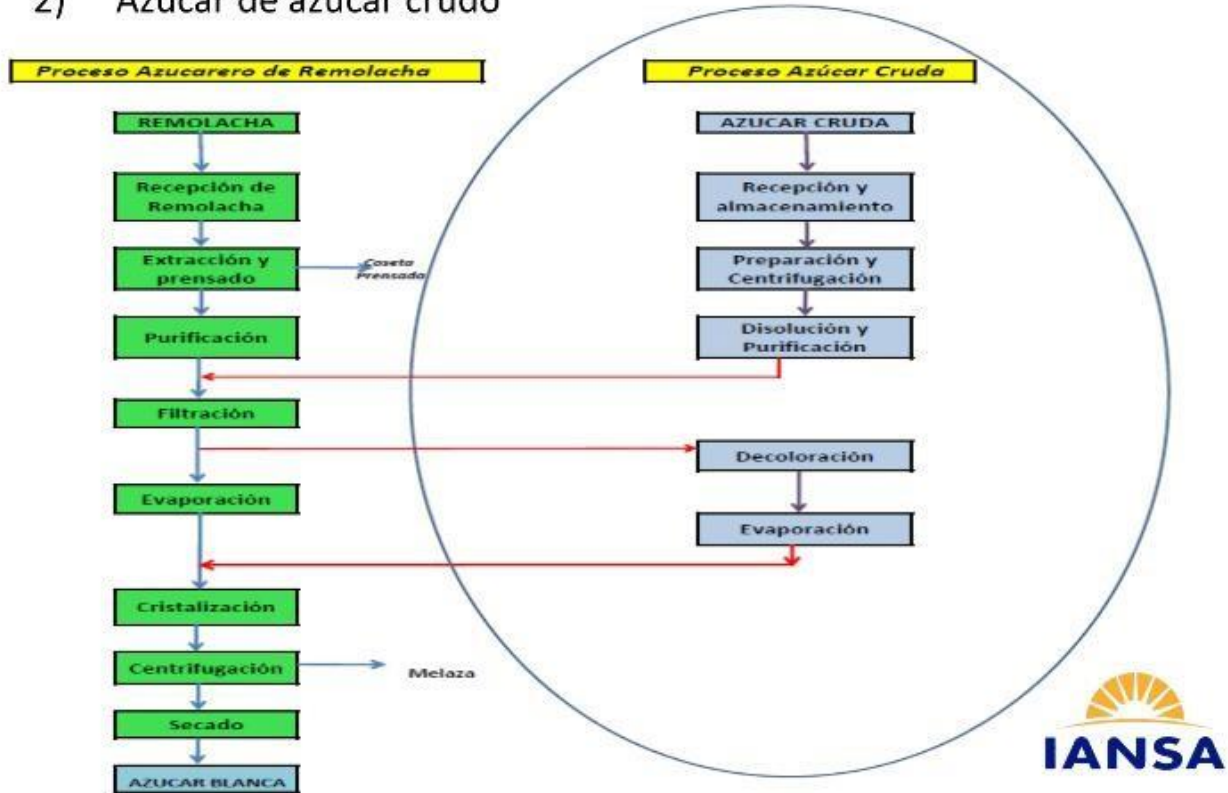 2) Azúcar de azúcar crudo
Proceso Azucarero de Remolacha
REMOLACHA
Recepción de
Remolacha
Extracción y
prensado
Coseta
Prensada
Purificación
Filtración
Evaporación
Cristalización
Centrifugación
Melaza
Secado
AZUCAR BLANCA
Proceso Azúcar Cruda
AZUCAR CRUDA
Recepción y
almacenamiento
Preparación y
Centrifugación
Disolución y
Purificación
Decoloración
Evaporación
IANSA